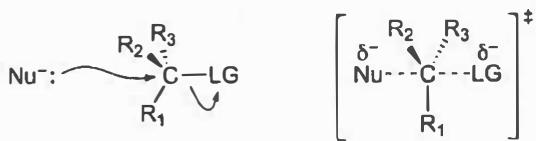 R₂ R₃
Nu⁻: C LG
R₁
R₂ R₃ ‡
δ⁻ δ⁻
Nu C LG
R₁